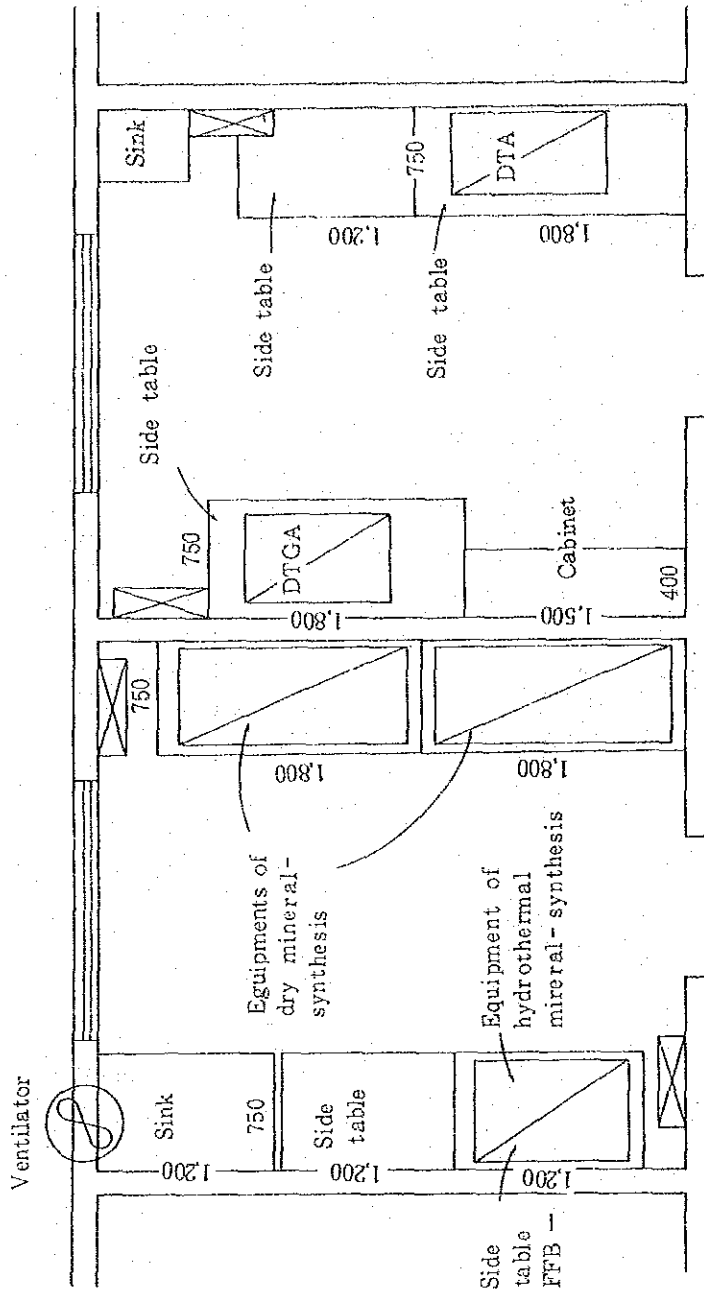 Ventilator
Sink
1,200
750
Side
table
1,200
Side
table
FFB —
1,200
Equipment of
hydrothermal
mireral- synthesis
Eguipments of
dry mineral-
synthesis
750
1,800
1,800
Side table
750
DTGA
1,800
Cabinet
1,500
400
Sink
Side table
1,200
750
Side table
DTA
1,800